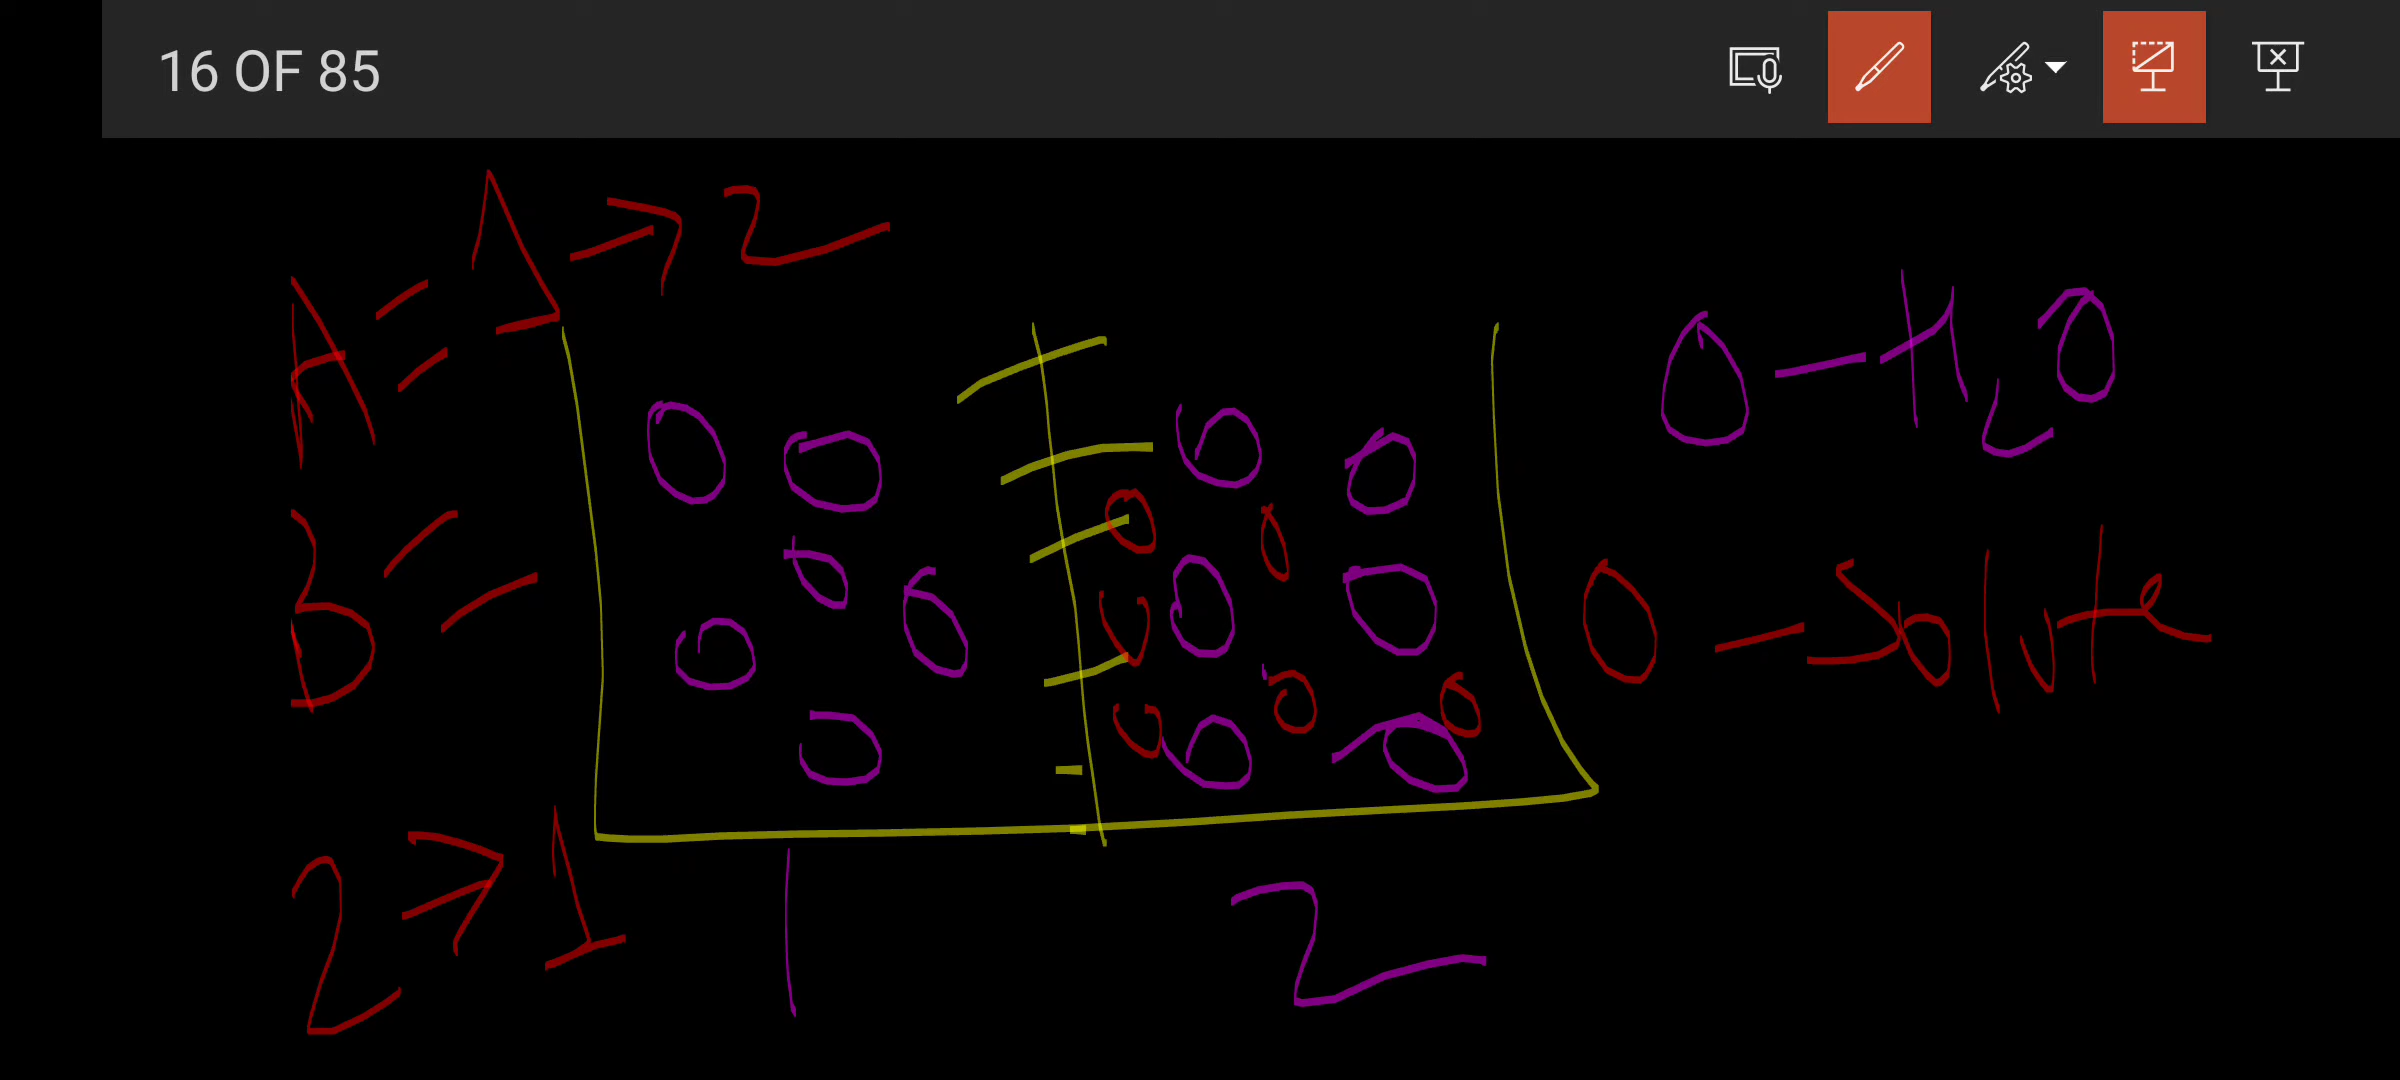 16 OF 85
A = 1 → 2
O - H2O
B =
O - Solute
2 → 1
1
2